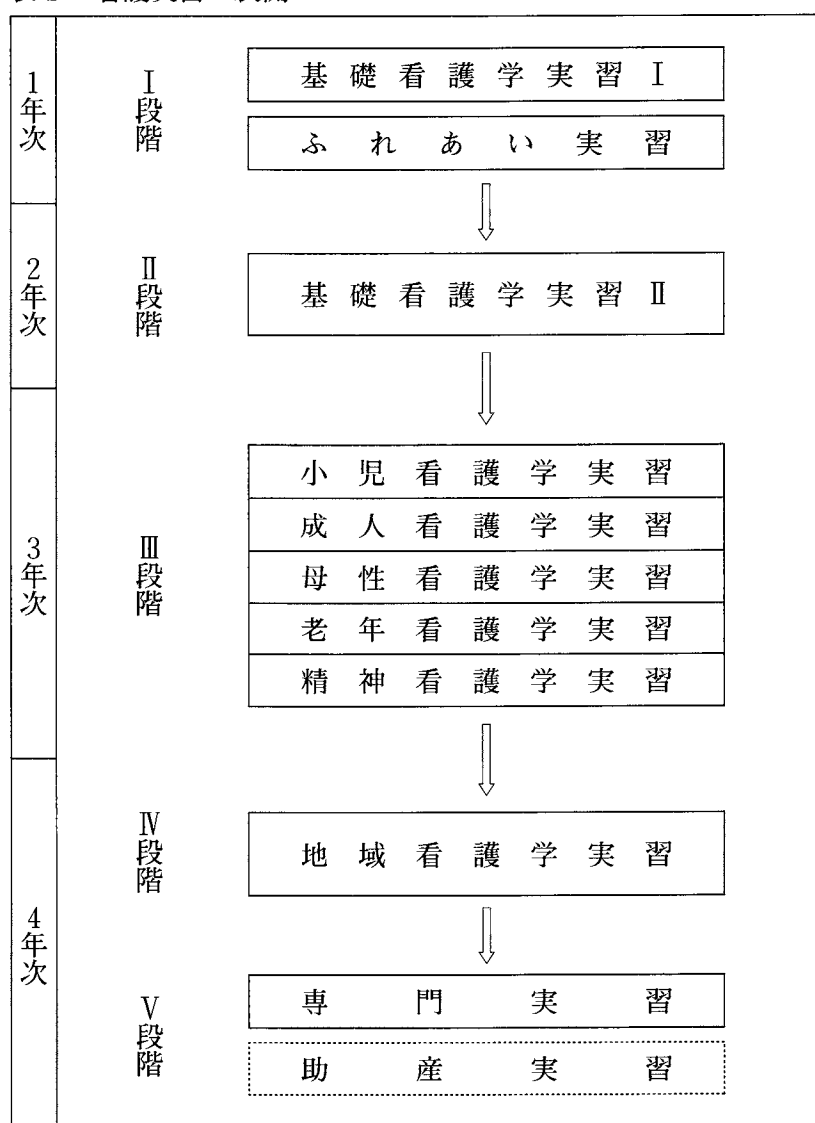 1年次
Ⅰ段階
基礎看護学実習Ⅰ
ふれあい実習
2年次
Ⅱ段階
基礎看護学実習Ⅱ
3年次
Ⅲ段階
小児看護学実習
成人看護学実習
母性看護学実習
老年看護学実習
精神看護学実習
4年次
Ⅳ段階
地域看護学実習
Ⅴ段階
専門実習
助産実習